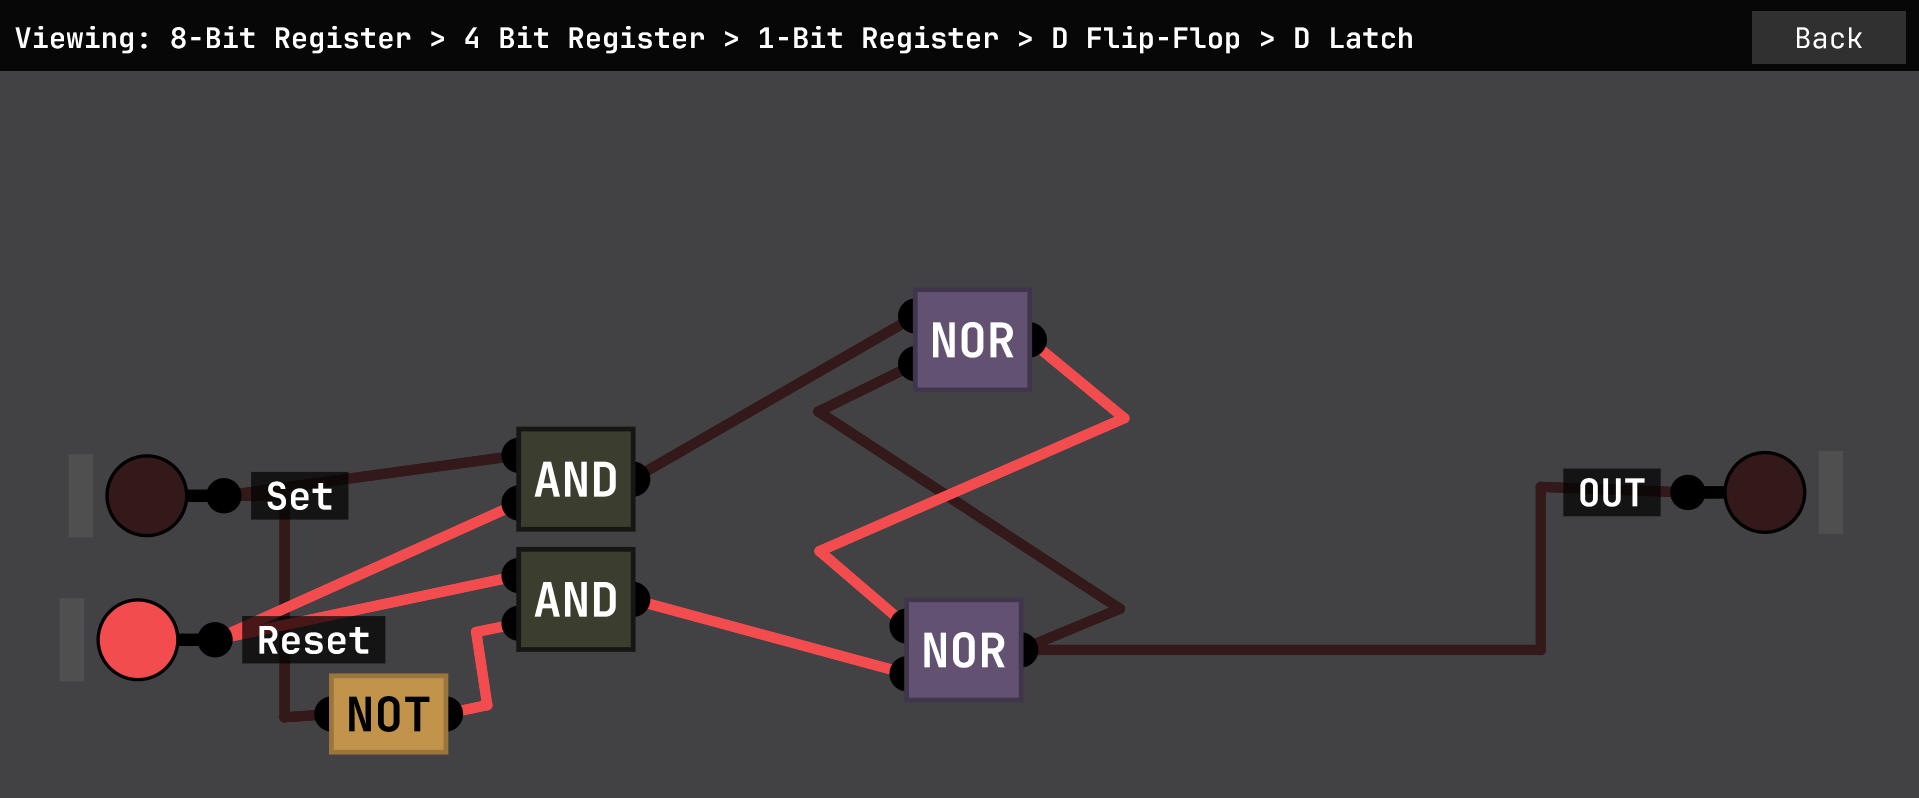 Viewing: 8-Bit Register > 4 Bit Register > 1-Bit Register > D Flip-Flop > D Latch
Back
NOR
AND
Set
OUT
AND
Reset
NOR
NOT